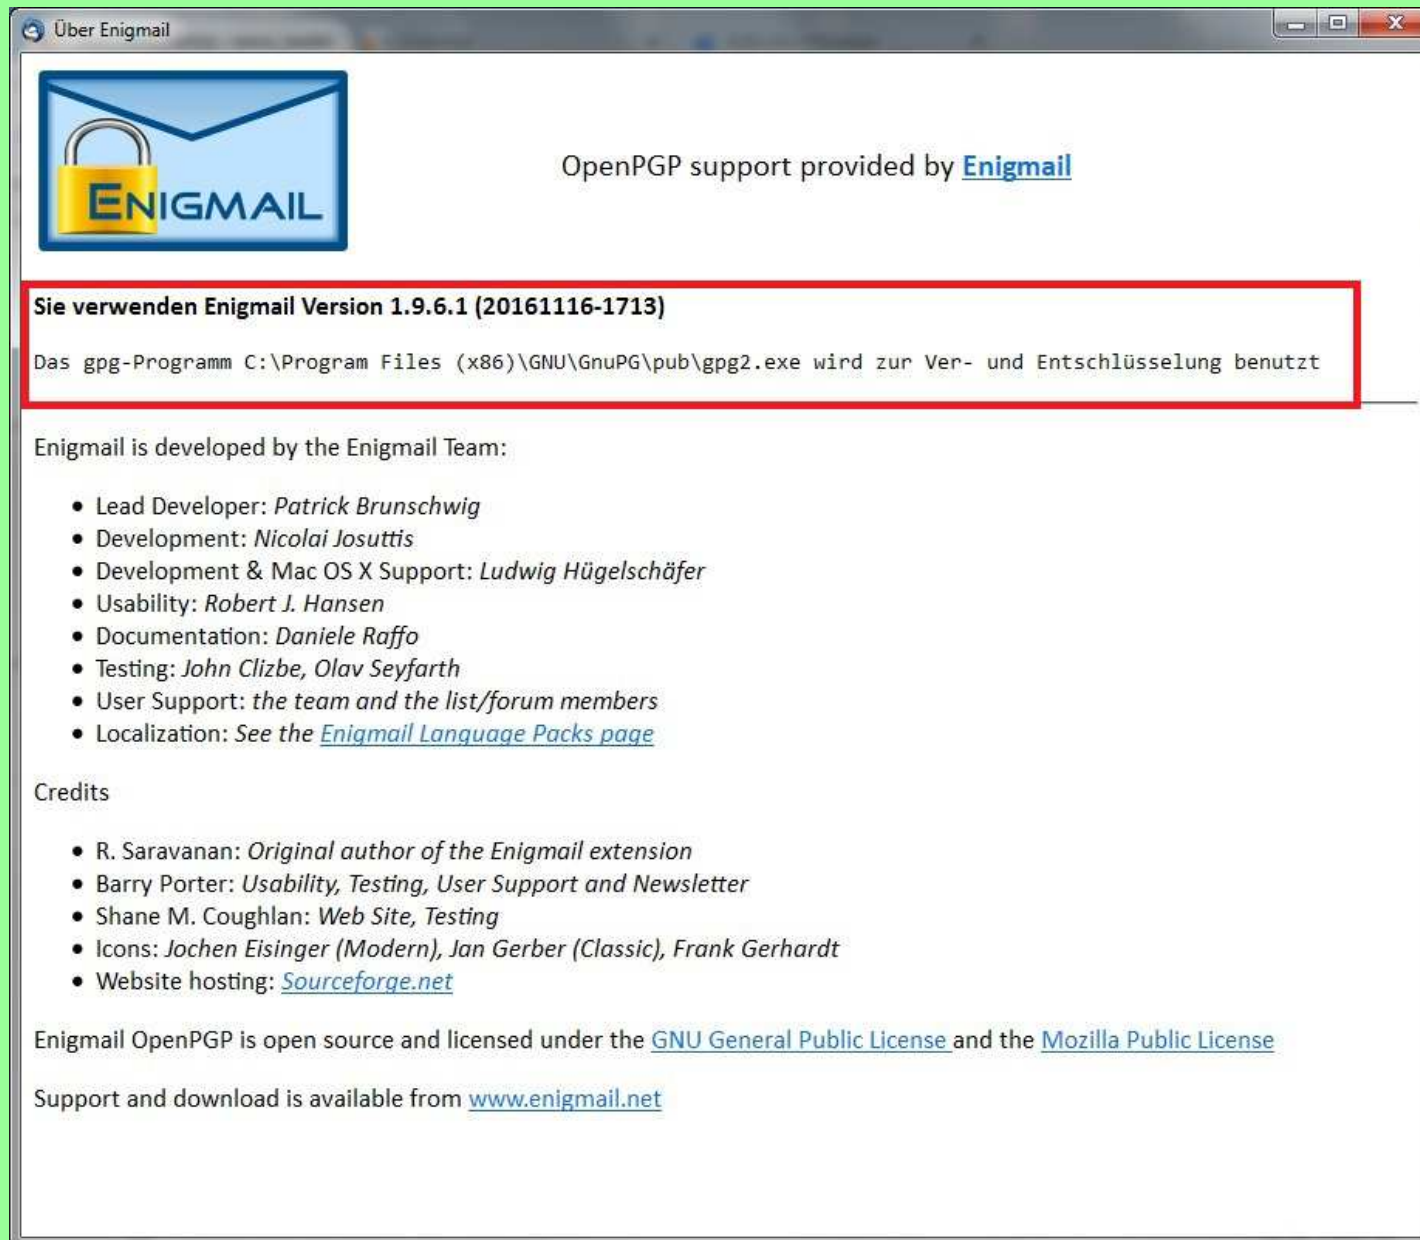 Über Enigmail
ENIGMAIL
OpenPGP support provided by Enigmail
Sie verwenden Enigmail Version 1.9.6.1 (20161116-1713)
Das gpg-Programm C:\Program Files (x86)\GNU\GnuPG\pub\gpg2.exe wird zur Ver- und Entschlüsselung benutzt
Enigmail is developed by the Enigmail Team:
• Lead Developer: Patrick Brunschwig
• Development: Nicolai Josuttis
• Development & Mac OS X Support: Ludwig Hügelschäfer
• Usability: Robert J. Hansen
• Documentation: Daniele Raffo
• Testing: John Clizbe, Olav Seyfarth
• User Support: the team and the list/forum members
• Localization: See the Enigmail Language Packs page
Credits
• R. Saravanan: Original author of the Enigmail extension
• Barry Porter: Usability, Testing, User Support and Newsletter
• Shane M. Coughlan: Web Site, Testing
• Icons: Jochen Eisinger (Modern), Jan Gerber (Classic), Frank Gerhardt
• Website hosting: Sourceforge.net
Enigmail OpenPGP is open source and licensed under the GNU General Public License and the Mozilla Public License
Support and download is available from www.enigmail.net